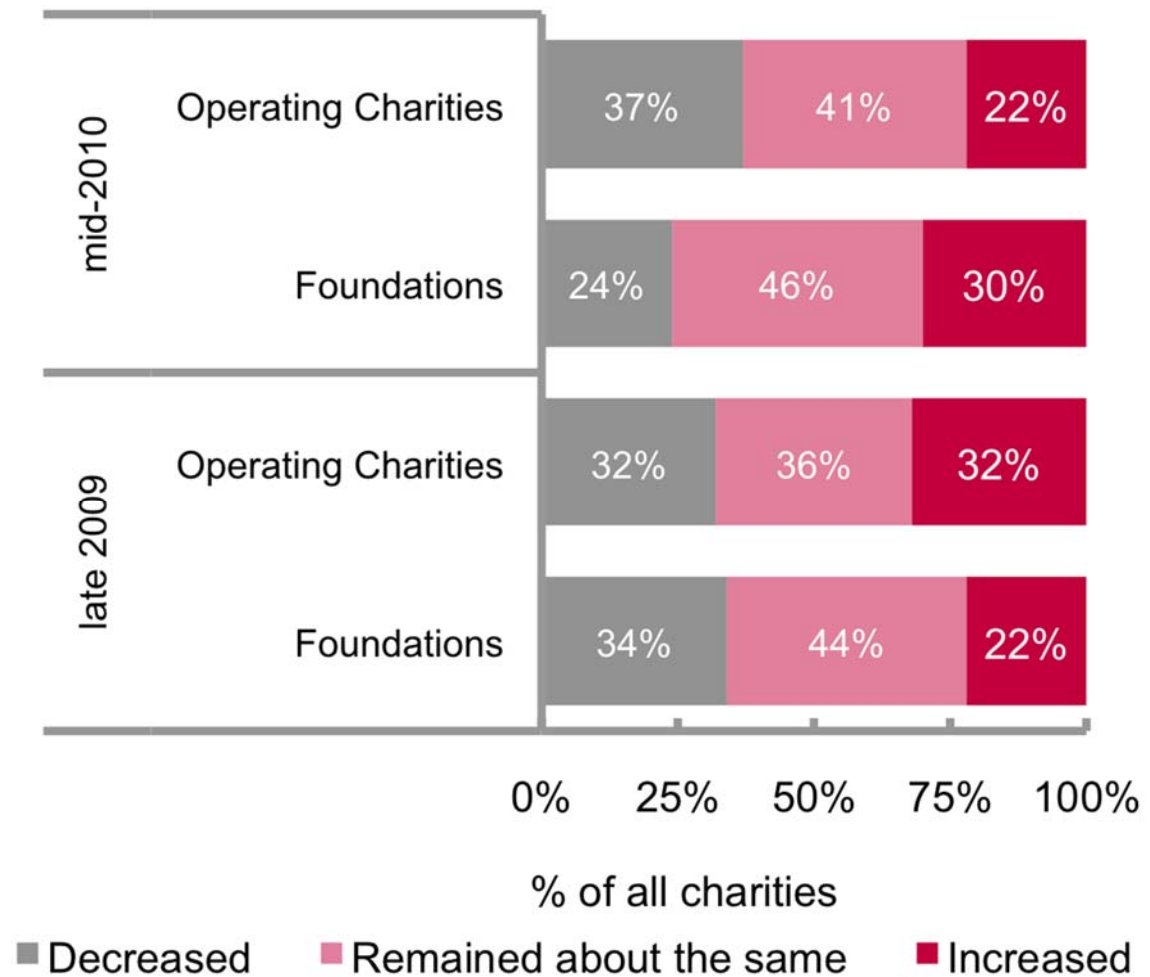 mid-2010
Operating Charities
37% 41% 22%
Foundations
24% 46% 30%
late 2009
Operating Charities
32% 36% 32%
Foundations
34% 44% 22%
0% 25% 50% 75% 100%
% of all charities
Decreased Remained about the same Increased